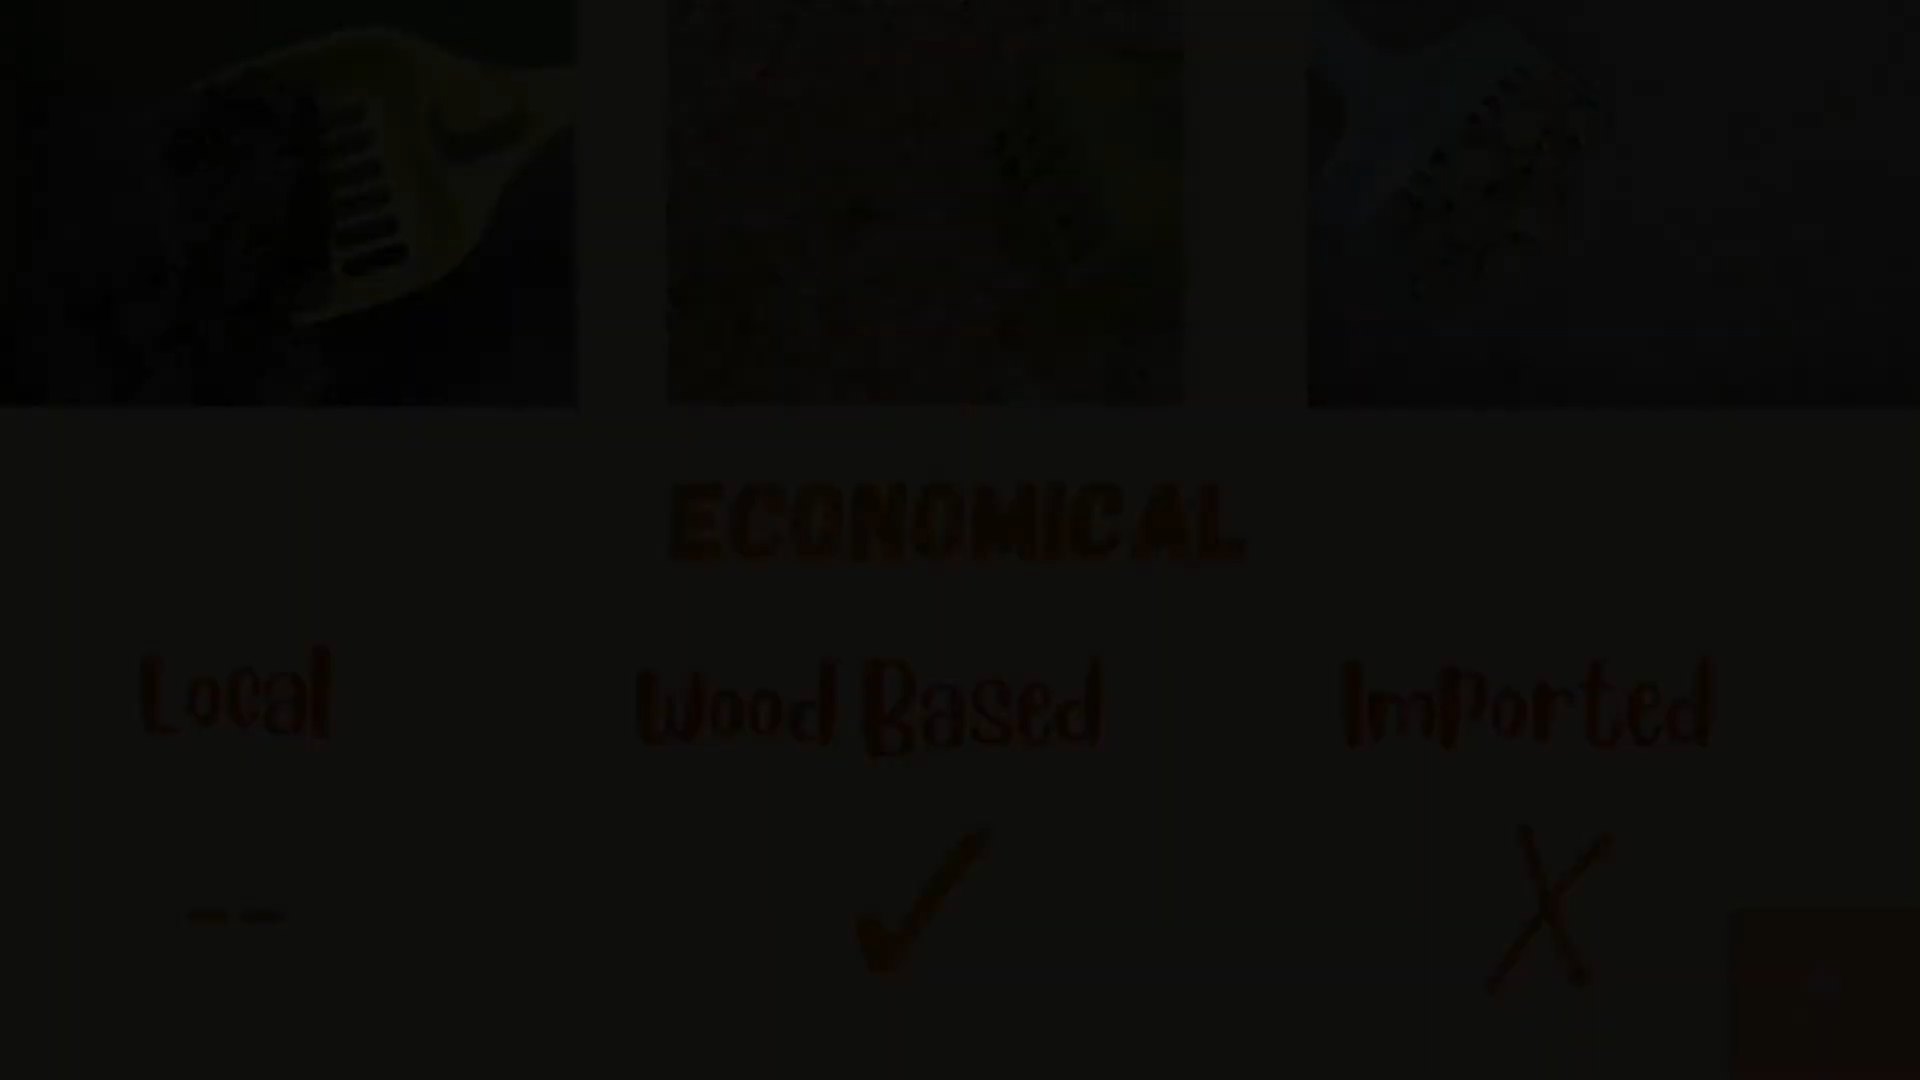 ECONOMICAL
Local Wood Based Imported
-- ✓ X